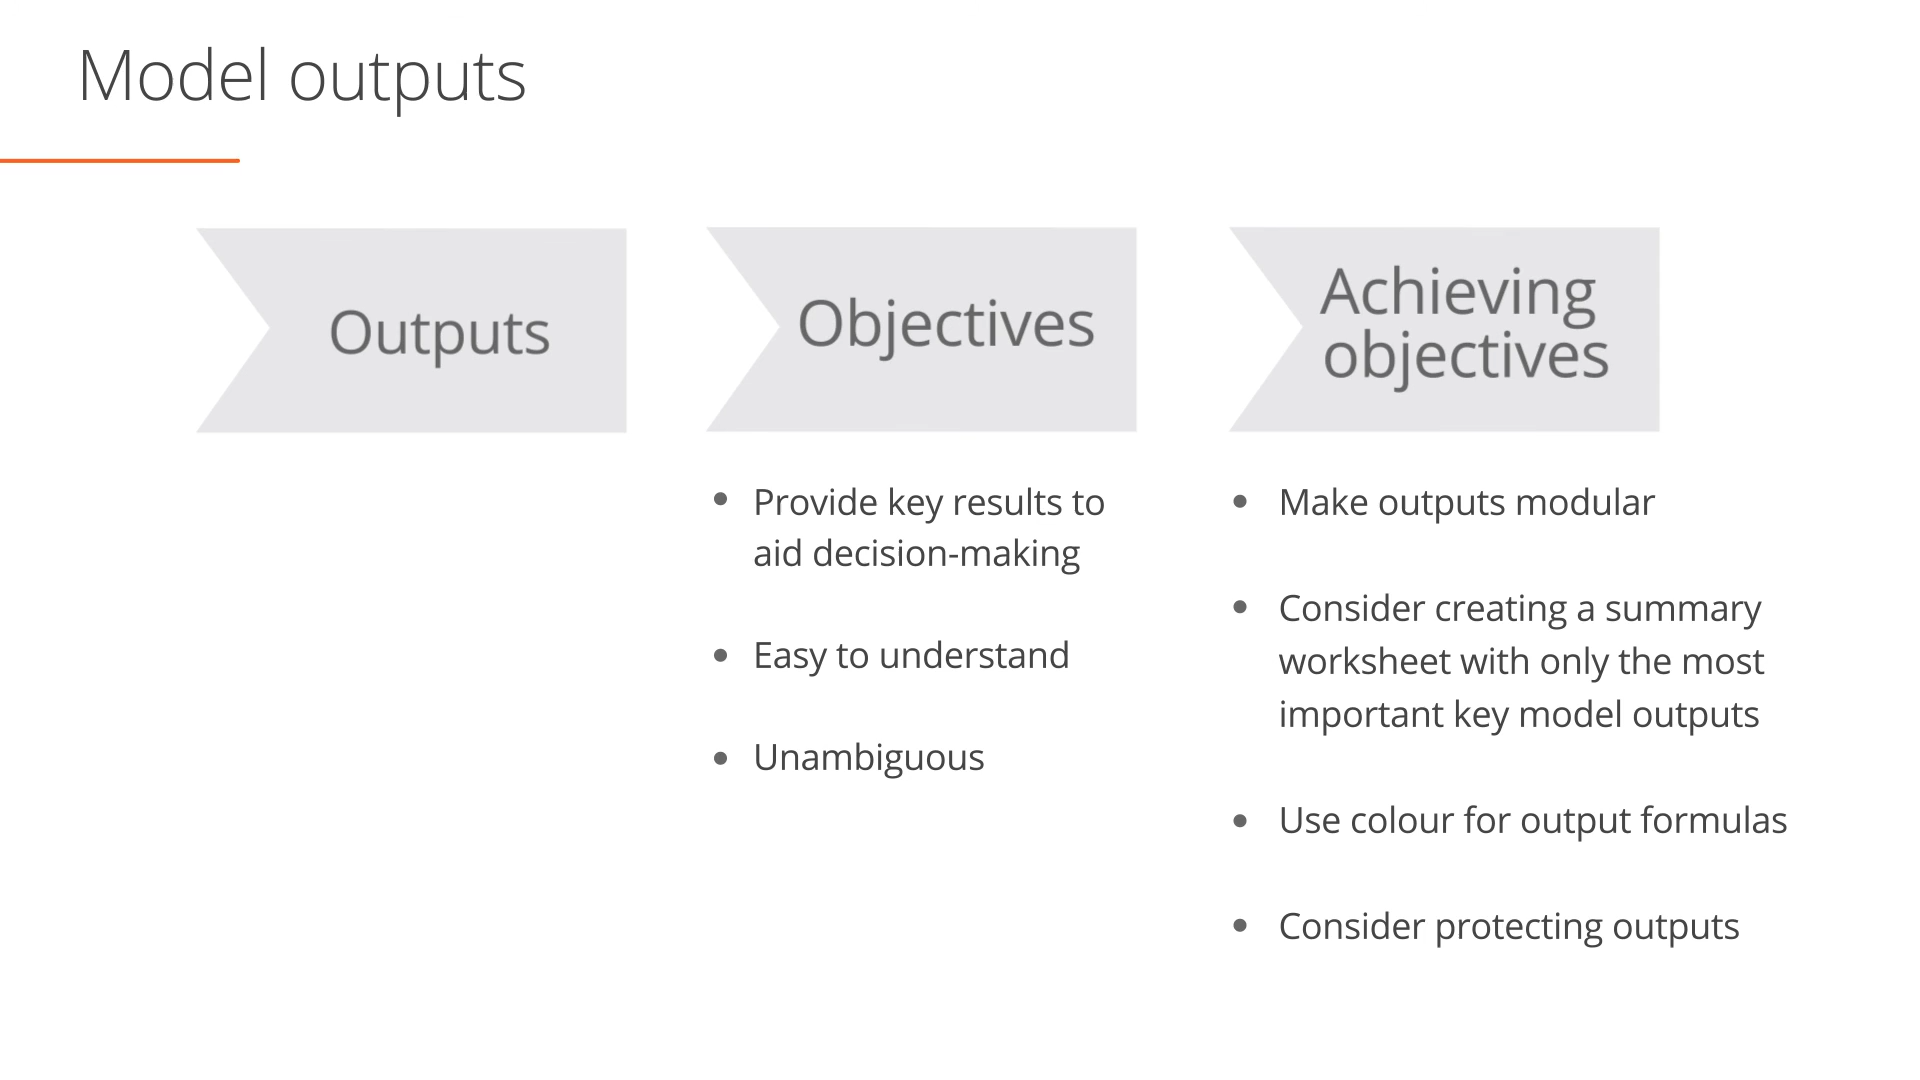 Model outputs
Outputs
Objectives
Achieving
objectives
• Provide key results to
aid decision-making
• Easy to understand
• Unambiguous
• Make outputs modular
• Consider creating a summary
worksheet with only the most
important key model outputs
• Use colour for output formulas
• Consider protecting outputs